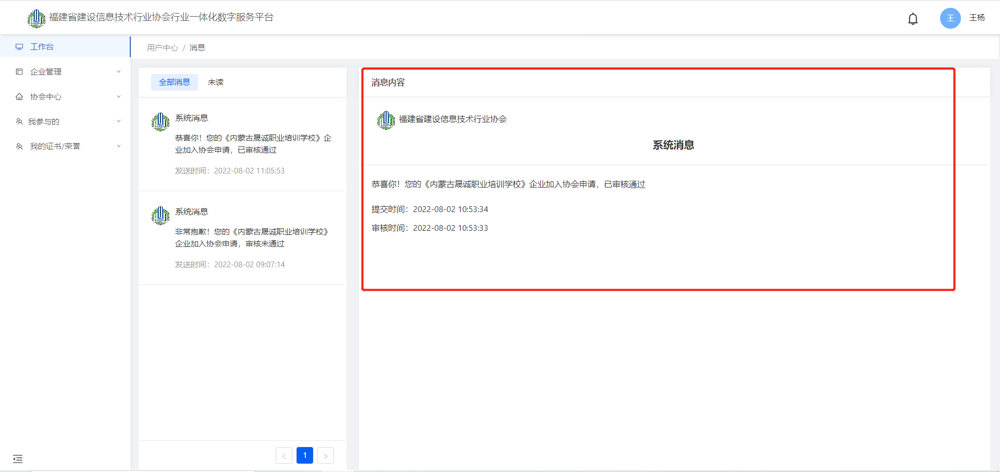 福建省建设信息技术行业协会行业一体化数字服务平台
王
王杨
工作台
企业管理
协会中心
我参与的
我的证书/荣誉
用户中心 / 消息
全部消息
未读
系统消息
恭喜你！您的《内蒙古晟诚职业培训学校》企
业加入协会申请，已审核通过
发送时间：2022-08-02 11:05:53
系统消息
非常抱歉！您的《内蒙古晟诚职业培训学校》
企业加入协会申请，审核未通过
发送时间：2022-08-02 09:07:14
< 1 >
消息内容
福建省建设信息技术行业协会
系统消息
恭喜你！您的《内蒙古晟诚职业培训学校》企业加入协会申请，已审核通过
提交时间：2022-08-02 10:53:34
审核时间：2022-08-02 10:53:33